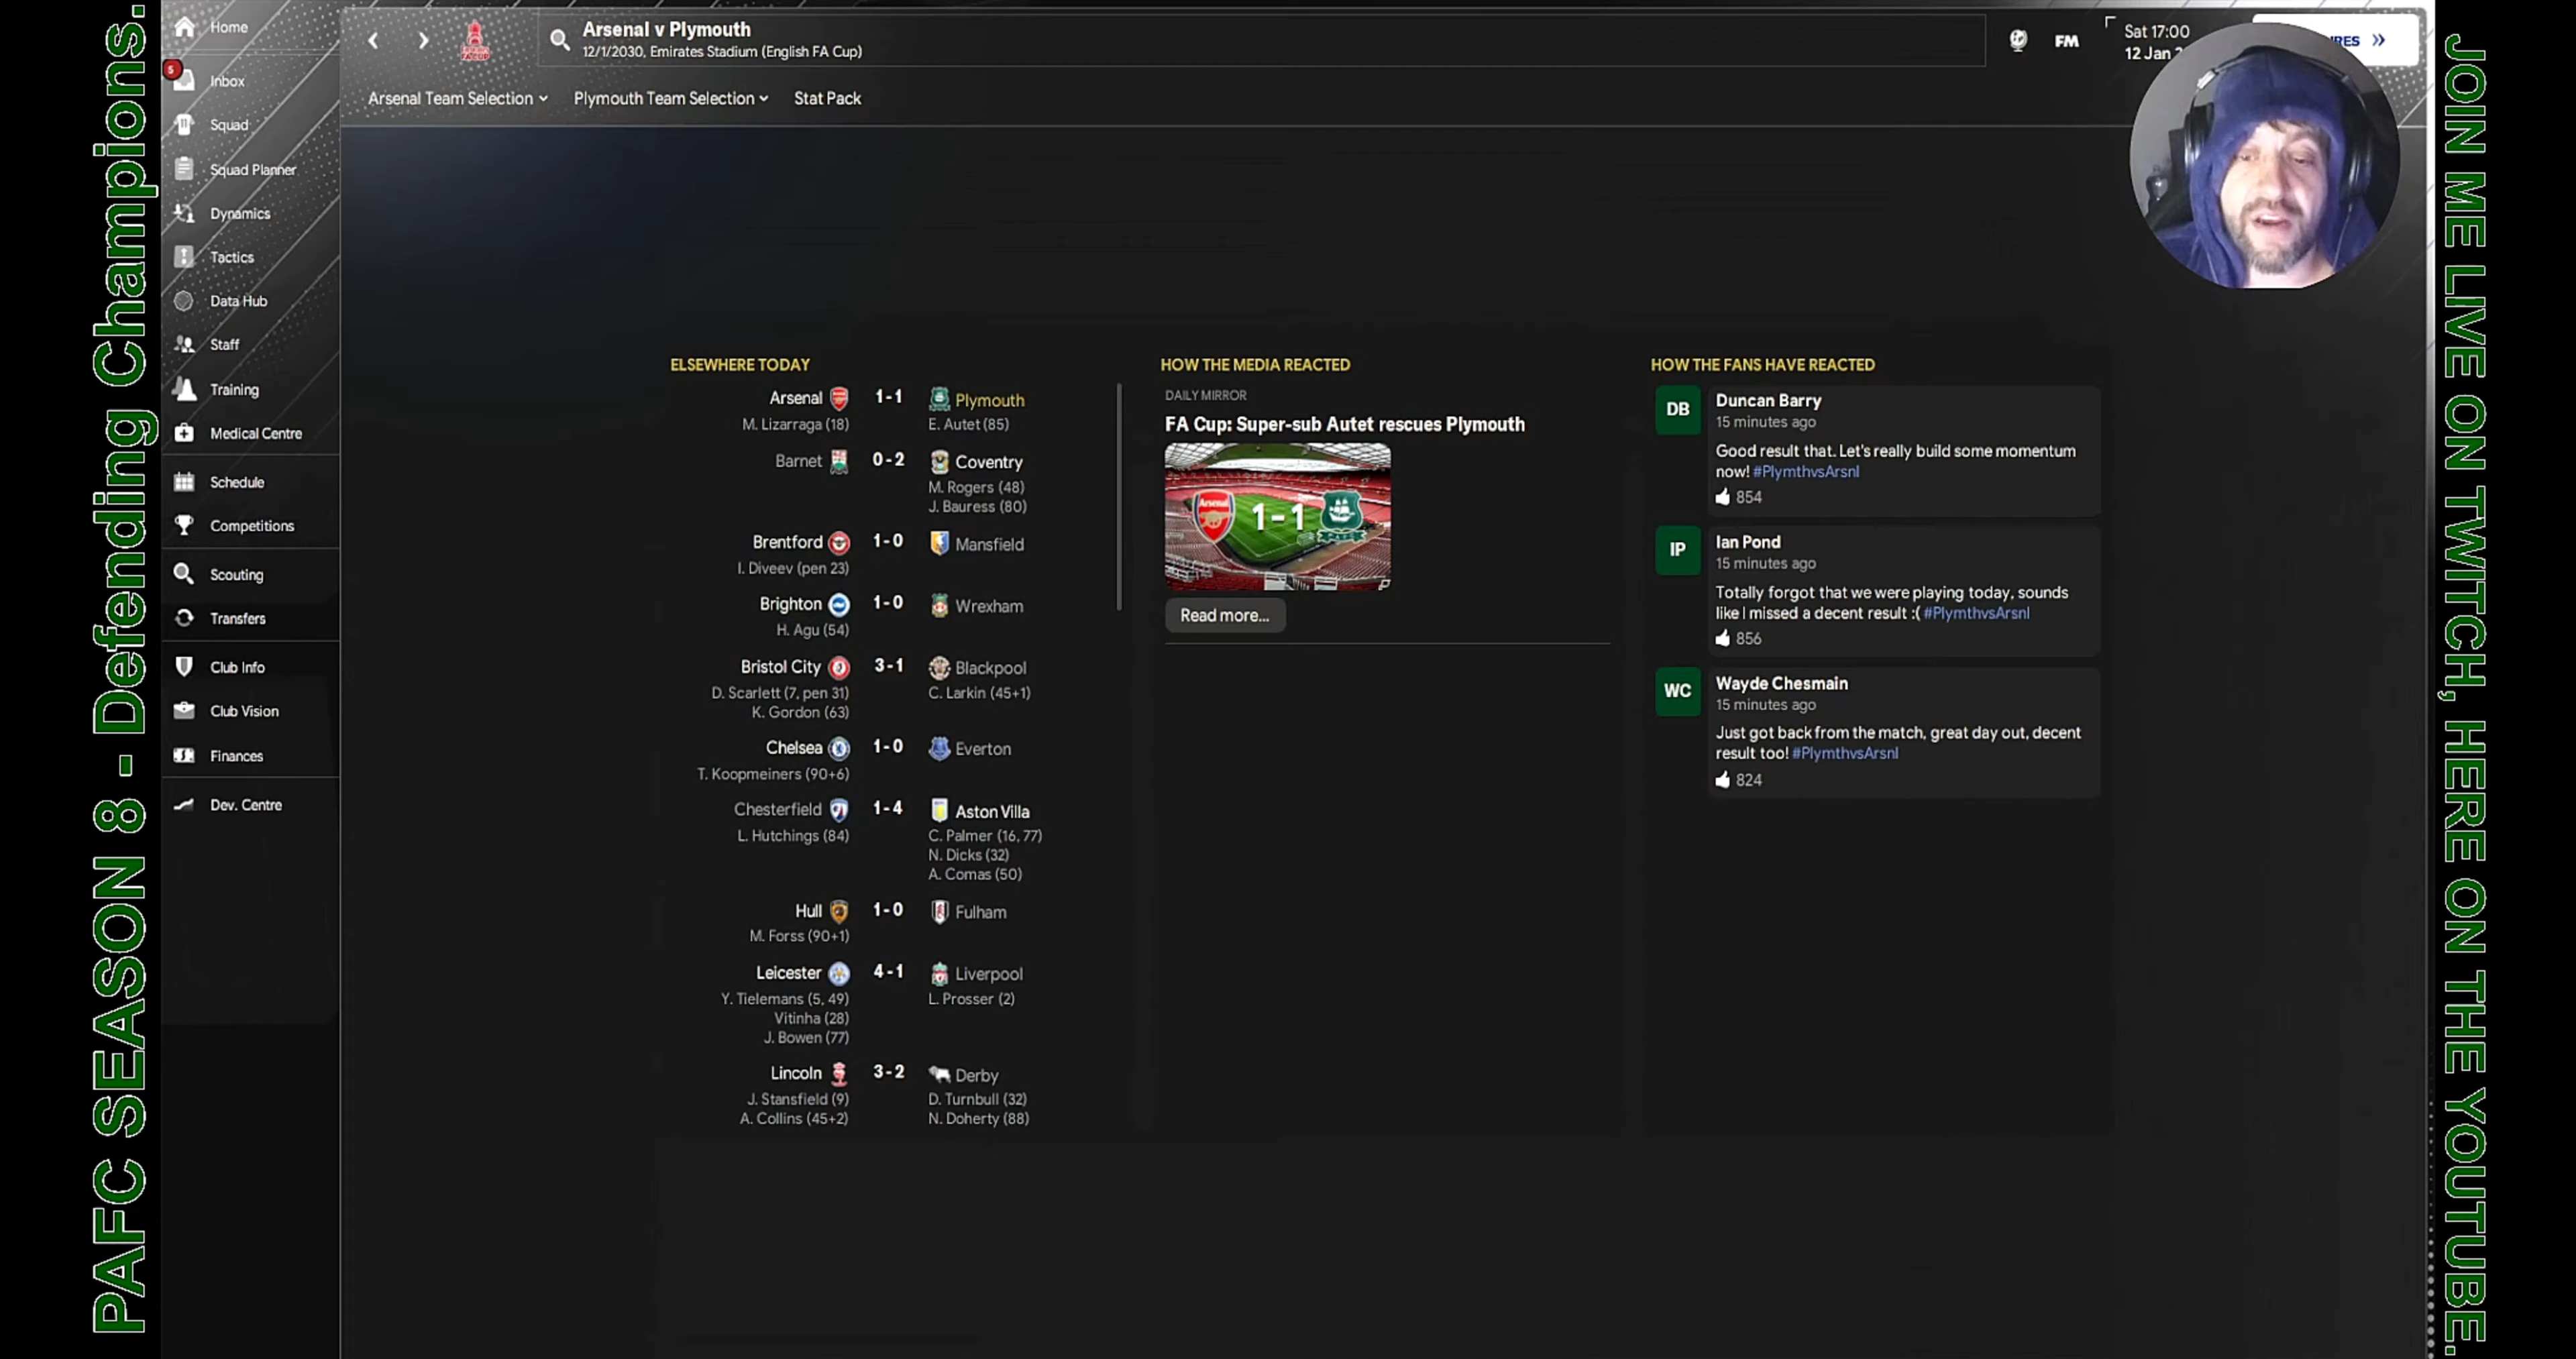 PAFC SEASON 8 - Defending Champions.
Home
5
Inbox
Squad
Squad Planner
Dynamics
Tactics
Data Hub
Staff
Training
Medical Centre
Schedule
Competitions
Scouting
Transfers
Club Info
Club Vision
Finances
Dev. Centre
Arsenal v Plymouth
12/1/2030, Emirates Stadium (English FA Cup)
FM
Sat 17:00
12 Jan
Arsenal Team Selection
Plymouth Team Selection
Stat Pack
ELSEWHERE TODAY
Arsenal 1-1 Plymouth
M. Lizarraga (18) E. Autet (85)
Barnet 0-2 Coventry
M. Rogers (48)
J. Bauress (80)
Brentford 1-0 Mansfield
I. Diveev (pen 23)
Brighton 1-0 Wrexham
H. Agu (54)
Bristol City 3-1 Blackpool
D. Scarlett (7, pen 31) C. Larkin (45+1)
K. Gordon (63)
Chelsea 1-0 Everton
T. Koopmeiners (90+6)
Chesterfield 1-4 Aston Villa
L. Hutchings (84) C. Palmer (16, 77)
N. Dicks (32)
A. Comas (50)
Hull 1-0 Fulham
M. Forss (90+1)
Leicester 4-1 Liverpool
Y. Tielemans (5, 49) L. Prosser (2)
Vitinha (28)
J. Bowen (77)
Lincoln 3-2 Derby
J. Stansfield (9) D. Turnbull (32)
A. Collins (45+2) N. Doherty (88)
HOW THE MEDIA REACTED
DAILY MIRROR
FA Cup: Super-sub Autet rescues Plymouth
Arsenal 1-1
Read more...
HOW THE FANS HAVE REACTED
DB
Duncan Barry
15 minutes ago
Good result that. Let's really build some momentum
now! #PlymthvsArsnl
854
IP
Ian Pond
15 minutes ago
Totally forgot that we were playing today, sounds
like I missed a decent result :( #PlymthvsArsnl
856
WC
Wayde Chesmain
15 minutes ago
Just got back from the match, great day out, decent
result too! #PlymthvsArsnl
824
JOIN ME LIVE ON TWITCH, HERE ON THE YOUTUBE.